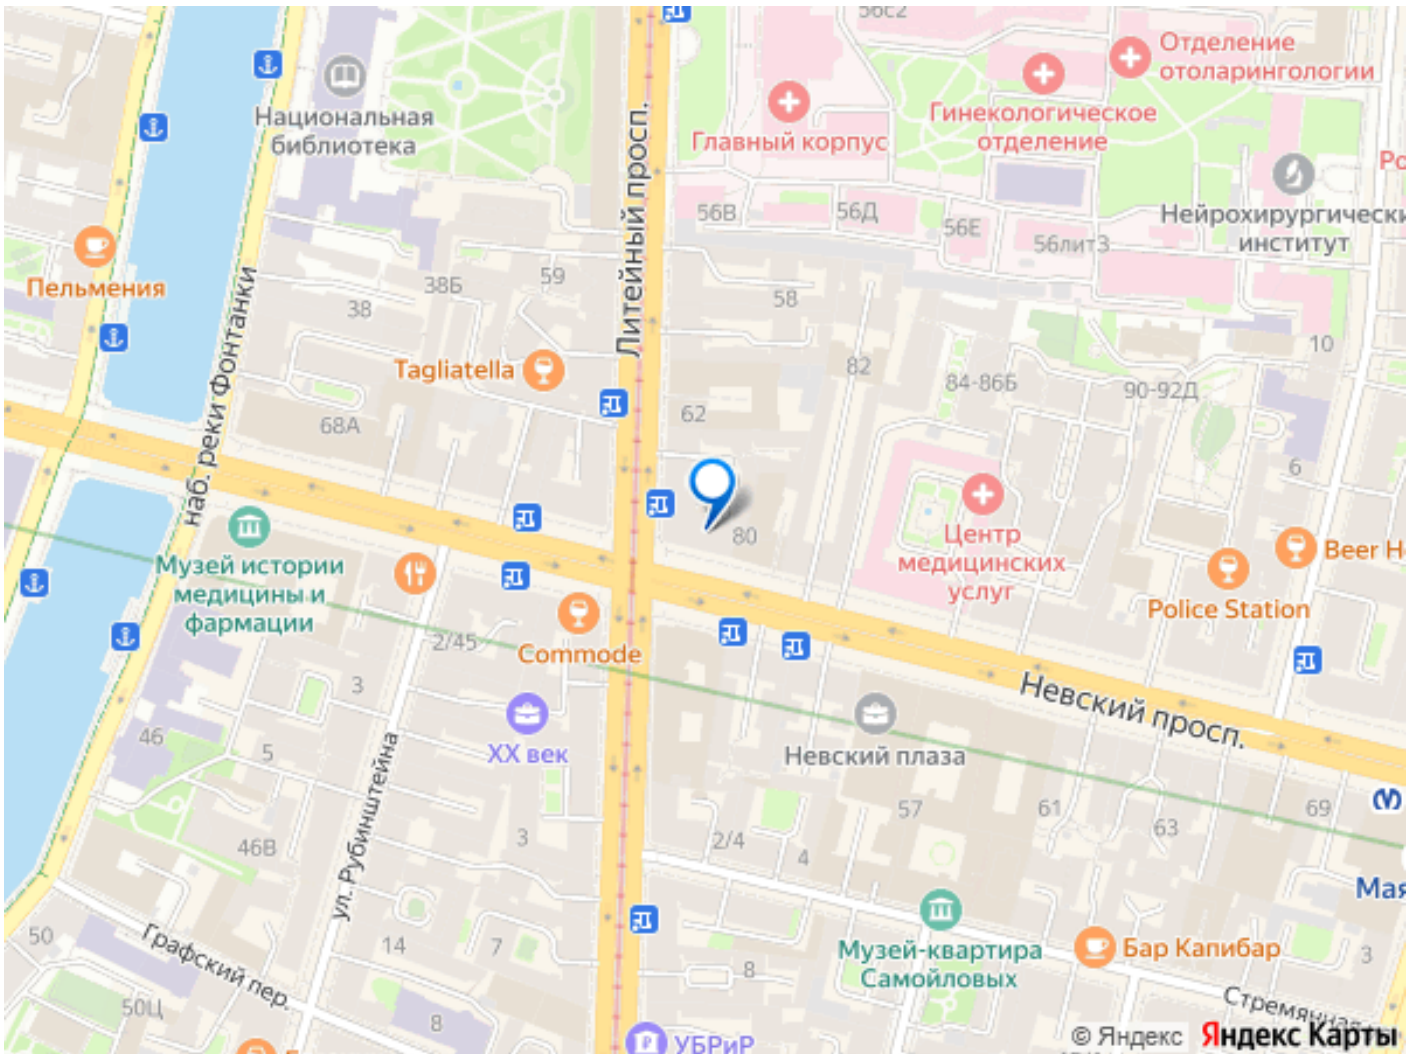 56с2
Отделение
отоларингологии
Национальная
библиотека
Главный корпус
Гинекологическое
отделение
Литейный просп.
56В
56Д
56Е
56литЗ
Нейрохирургически
институт
Пельмения
наб. реки Фонтанки
38
38Б
59
58
10
Tagliatella
82
84-86Б
90-92Д
68А
62
6
80
Центр
медицинских
услуг
Музей истории
медицины и
фармации
Beer H
Police Station
2/45
Commode
3
Невский просп.
46
5
ул. Рубинштейна
XX век
Невский плаза
57
61
63
69
46В
3
2/4
4
50
Графский пер.
14
7
8
Музей-квартира
Самойловых
Бар Капибар
3
50Ц
8
УБРиР
© Яндекс Яндекс Карты